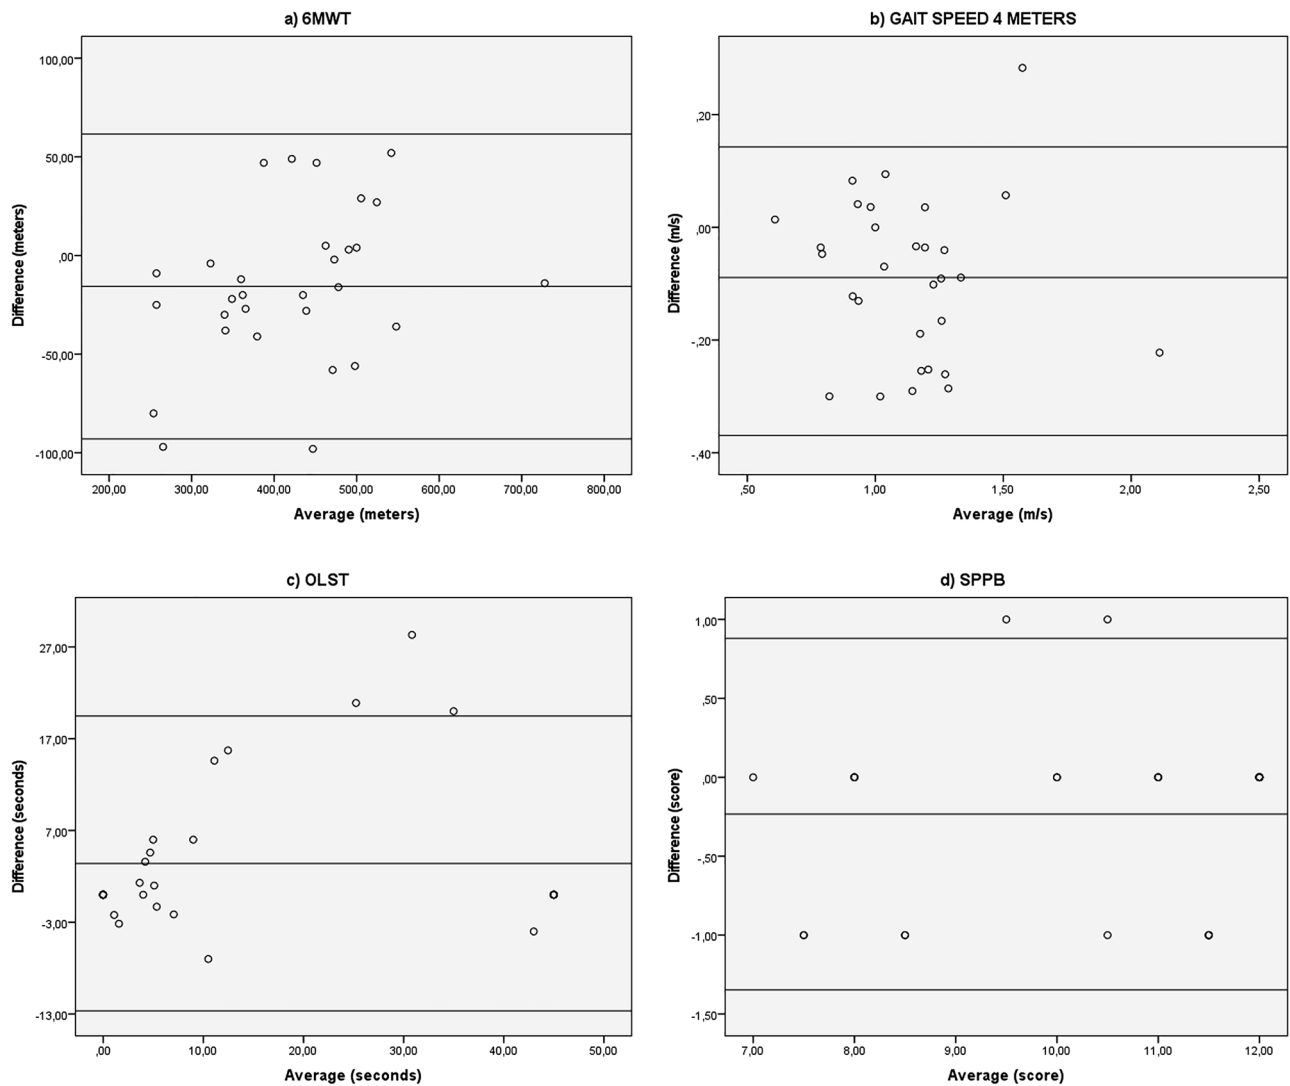 a) 6MWT
100,00
50,00
,00
-50,00
-100,00
Difference (meters)
200,00 300,00 400,00 500,00 600,00 700,00 800,00
Average (meters)
b) GAIT SPEED 4 METERS
,20
,00
-,20
-,40
Difference (m/s)
,50 1,00 1,50 2,00 2,50
Average (m/s)
c) OLST
27,00
17,00
7,00
-3,00
-13,00
Difference (seconds)
,00 10,00 20,00 30,00 40,00 50,00
Average (seconds)
d) SPPB
1,00
,50
,00
-,50
-1,00
-1,50
Difference (score)
7,00 8,00 9,00 10,00 11,00 12,00
Average (score)